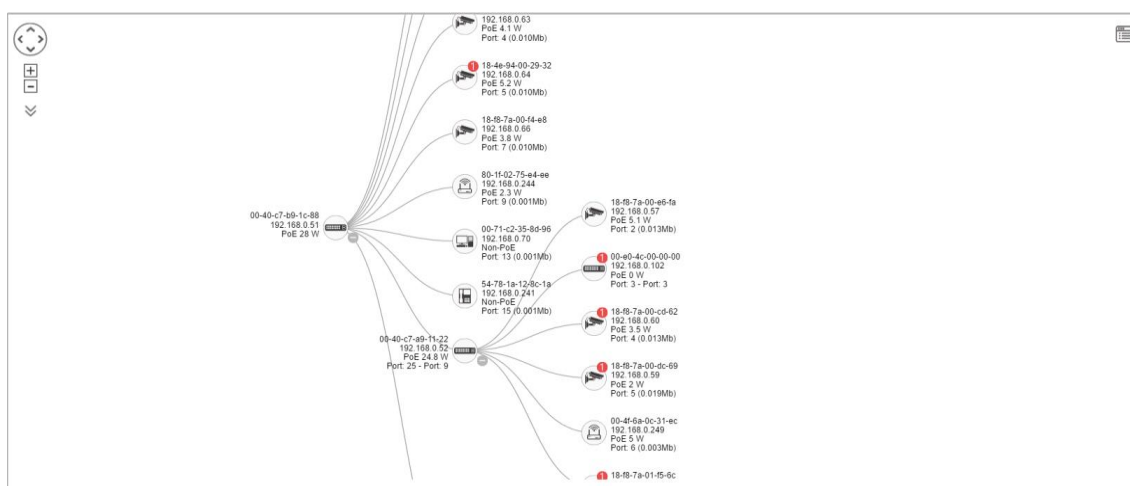 192.168.0.63
PoE 4.1 W
Port: 4 (0.010Mb)
1
18-4e-94-00-29-32
192.168.0.64
PoE 5.2 W
Port: 5 (0.010Mb)
18-f8-7a-00-f4-e8
192.168.0.66
PoE 3.8 W
Port: 7 (0.010Mb)
80-1f-02-75-e4-ee
192.168.0.244
PoE 2.3 W
Port: 9 (0.001Mb)
00-40-c7-b9-1c-88
192.168.0.51
PoE 28 W
00-71-c2-35-8d-96
192.168.0.70
Non-PoE
Port: 13 (0.001Mb)
54-78-1a-12-8c-1a
192.168.0.241
Non-PoE
Port: 15 (0.001Mb)
00-40-c7-a9-f1-22
192.168.0.52
PoE 24.8 W
Port: 25 - Port: 9
18-f8-7a-00-e6-fa
192.168.0.57
PoE 5.1 W
Port: 2 (0.013Mb)
1
00-e0-4c-00-00-00
192.168.0.102
PoE 0 W
Port: 3 - Port: 3
1
18-f8-7a-00-cd-62
192.168.0.60
PoE 3.5 W
Port: 4 (0.013Mb)
1
18-f8-7a-00-dc-69
192.168.0.59
PoE 2 W
Port: 5 (0.019Mb)
00-4f-6a-0c-31-ec
192.168.0.249
PoE 5 W
Port: 6 (0.003Mb)
1
18-f8-7a-01-f5-6c